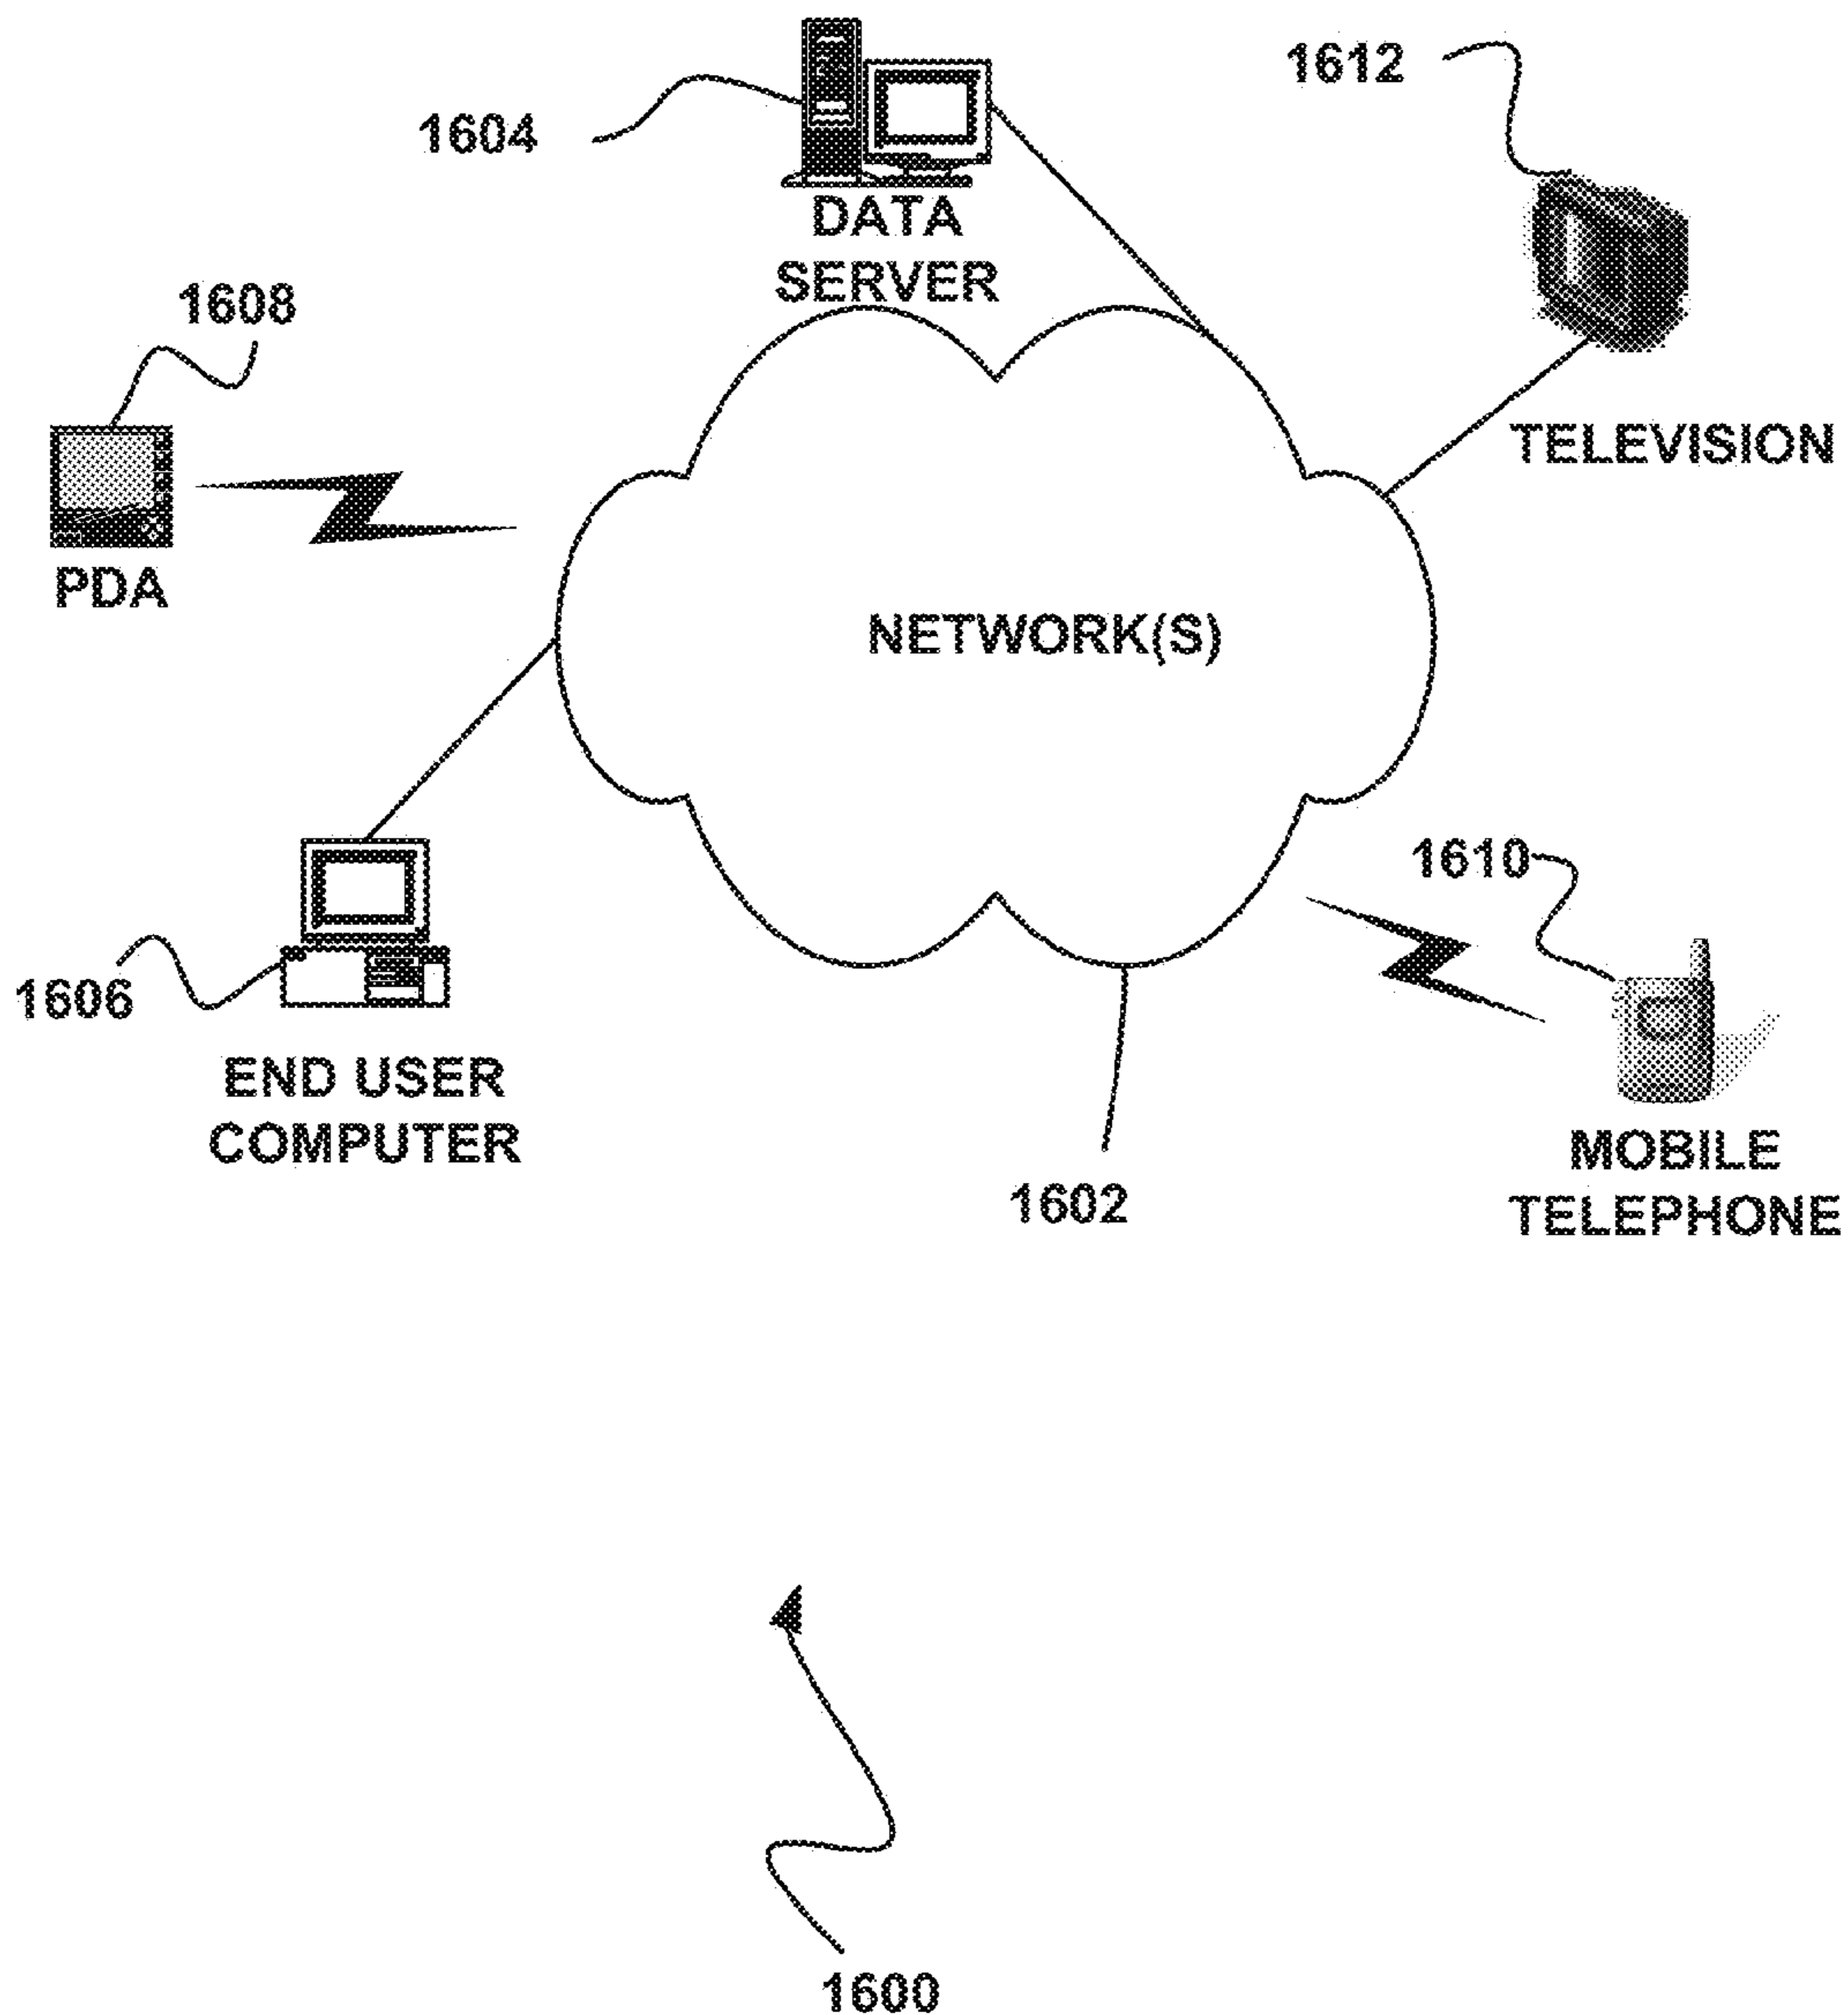 1612
1604
DATA
SERVER
1608
TELEVISION
PDA
NETWORK(S)
1610
1606
END USER
COMPUTER
MOBILE
TELEPHONE
1602
1600